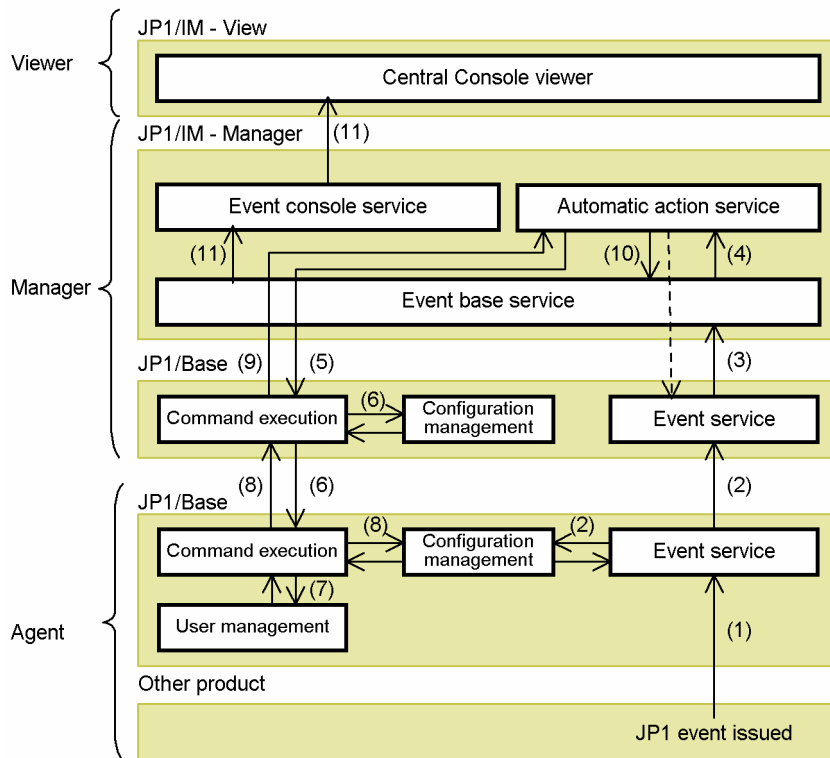 JP1/IM - View
Viewer
Central Console viewer
JP1/IM - Manager
(11)
Event console service
Automatic action service
(11)
(10)
(4)
Manager
Event base service
JP1/Base
(9)
(5)
(3)
Command execution
(6)
Configuration
management
Event service
(8)
(6)
(2)
JP1/Base
Command execution
(8)
Configuration
management
(2)
Event service
(7)
User management
Agent
(1)
Other product
JP1 event issued